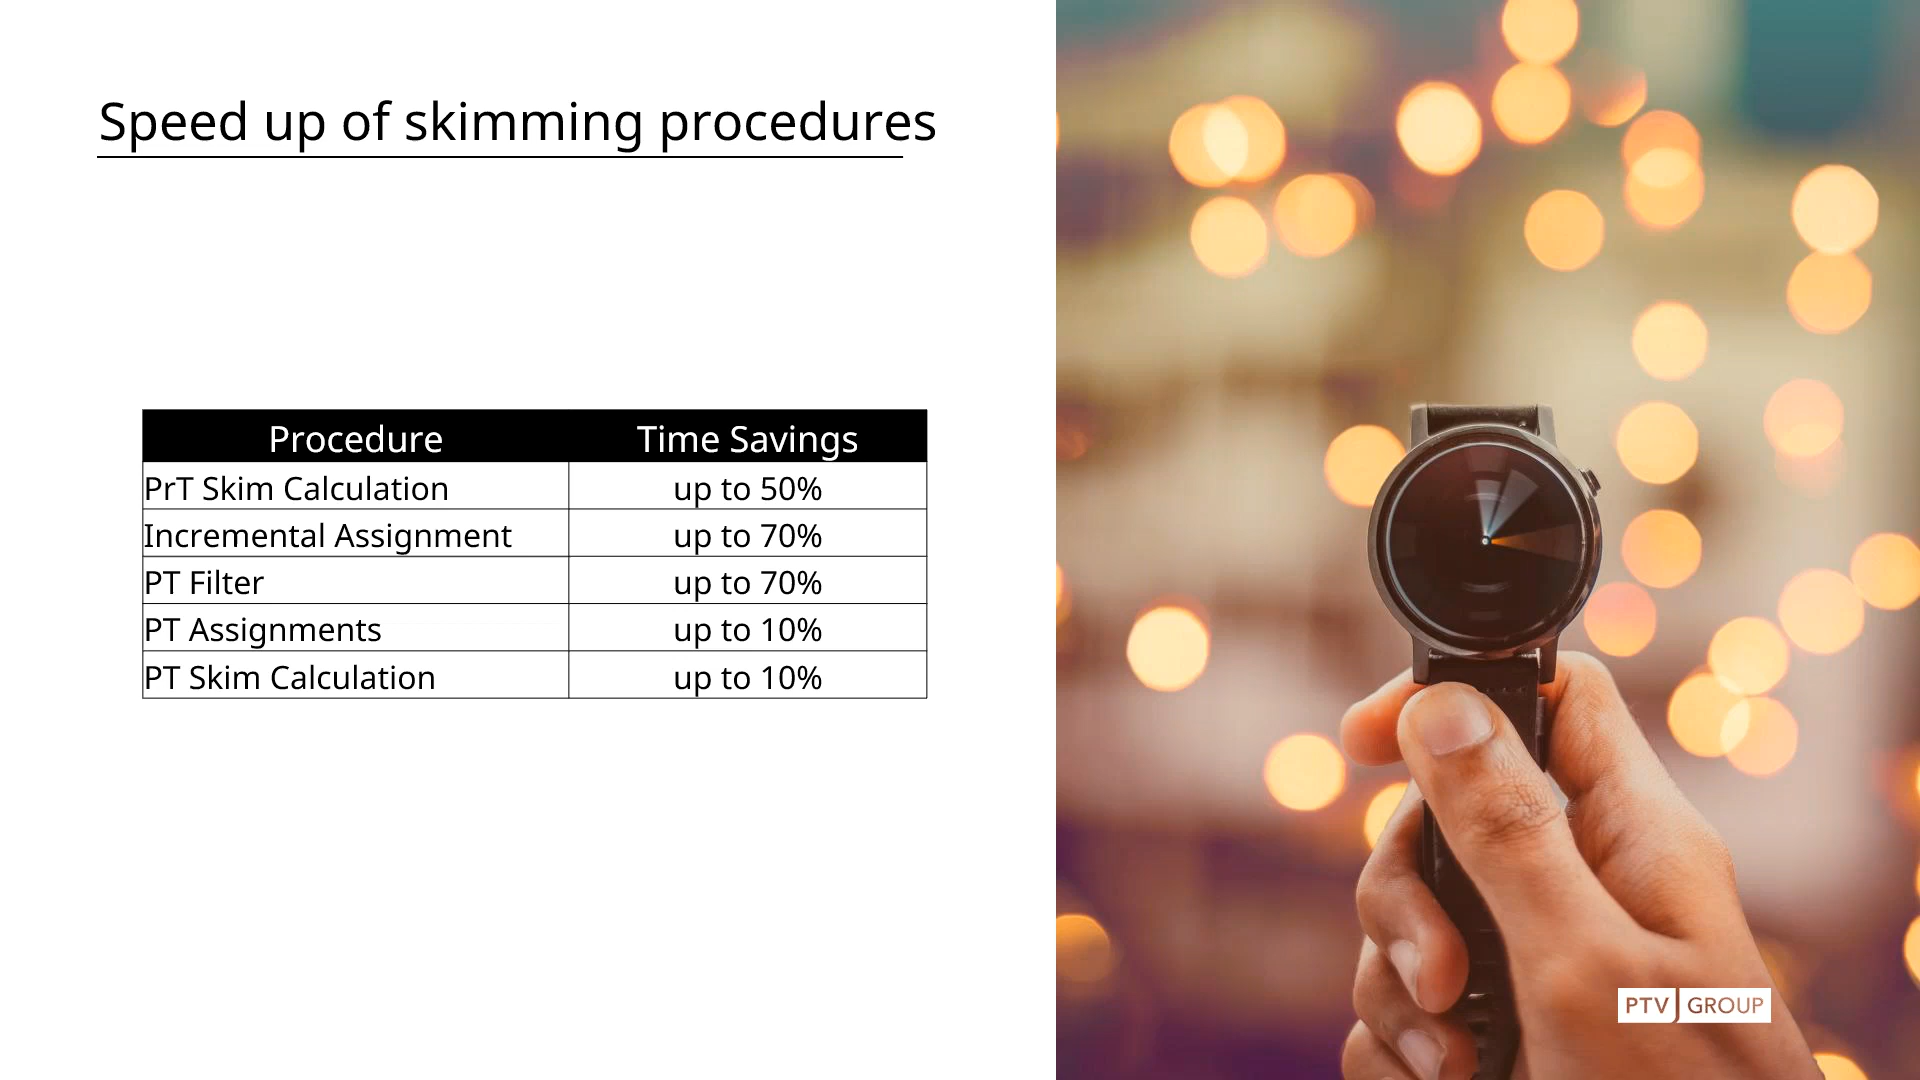 Speed up of skimming procedures
Procedure Time Savings
PrT Skim Calculation up to 50%
Incremental Assignment up to 70%
PT Filter up to 70%
PT Assignments up to 10%
PT Skim Calculation up to 10%
PTV GROUP